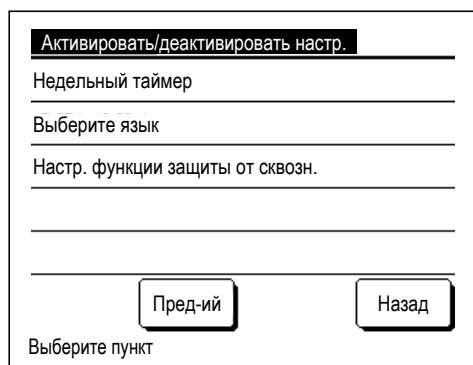 Активировать/деактивировать настр.
Недельный таймер
Выберите язык
Настр. функции защиты от сквозн.
Пред-ий Назад
Выберите пункт